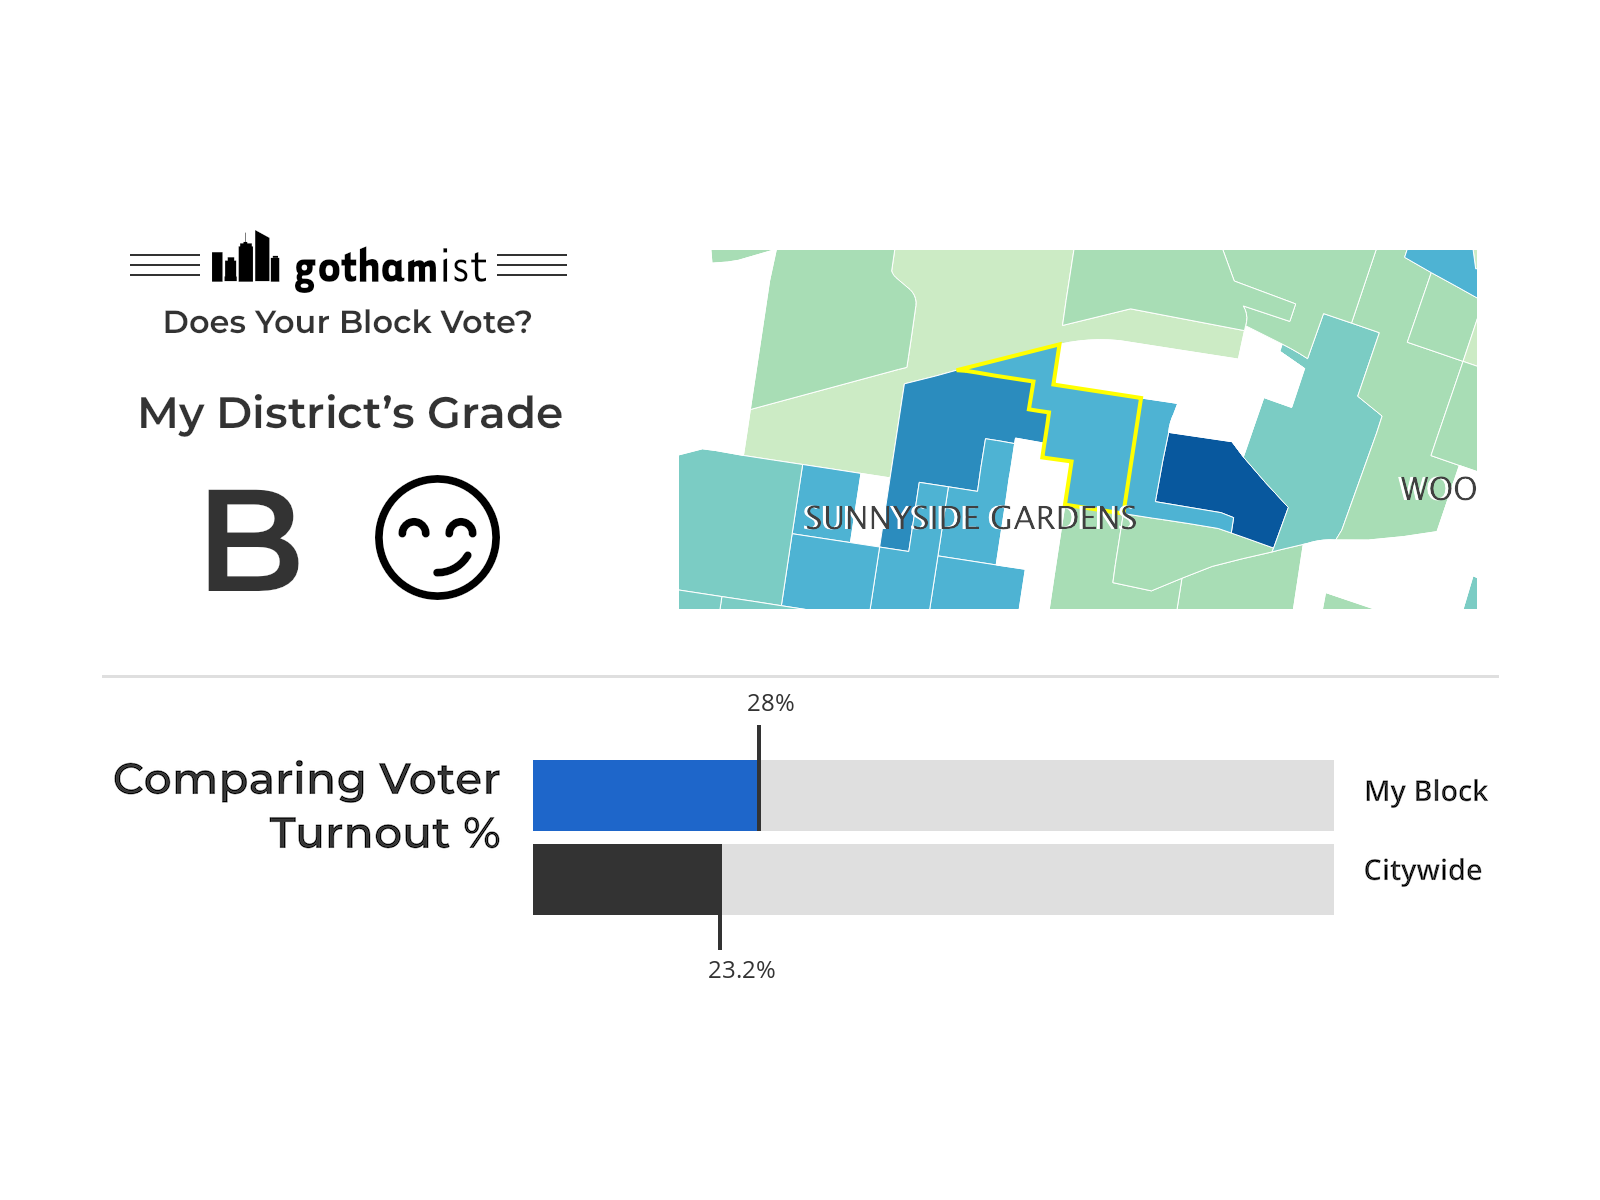 gothamist
Does Your Block Vote?
My District’s Grade
B
SUNNYSIDE GARDENS
WOO
28%
Comparing Voter
Turnout %
My Block
Citywide
23.2%